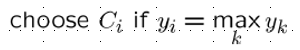 choose C_i if y_i = max_k y_k